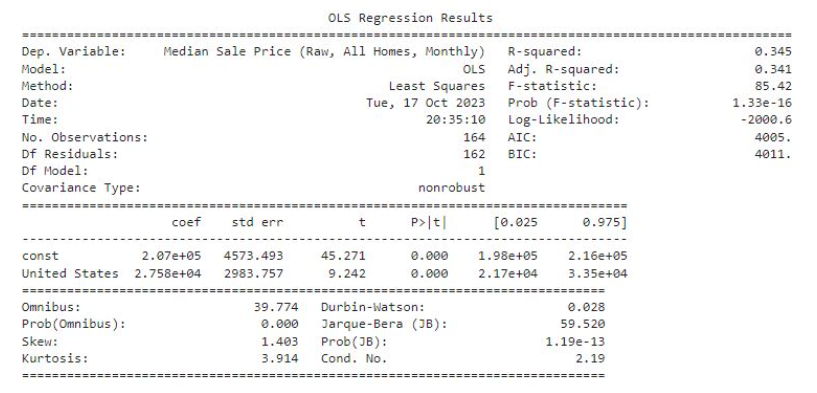 OLS Regression Results
==============================================================================
Dep. Variable: Median Sale Price (Raw, All Homes, Monthly) R-squared: 0.345
Model: OLS Adj. R-squared: 0.341
Method: Least Squares F-statistic: 85.42
Date: Tue, 17 Oct 2023 Prob (F-statistic): 1.33e-16
Time: 20:35:10 Log-Likelihood: -2000.6
No. Observations: 164 AIC: 4005.
Df Residuals: 162 BIC: 4011.
Df Model: 1
Covariance Type: nonrobust
==============================================================================
coef std err t P>|t| [0.025 0.975]
------------------------------------------------------------------------------
const 2.07e+05 4573.493 45.271 0.000 1.98e+05 2.16e+05
United States 2.758e+04 2983.757 9.242 0.000 2.17e+04 3.35e+04
==============================================================================
Omnibus: 39.774 Durbin-Watson: 0.028
Prob(Omnibus): 0.000 Jarque-Bera (JB): 59.520
Skew: 1.403 Prob(JB): 1.19e-13
Kurtosis: 3.914 Cond. No. 2.19
==============================================================================